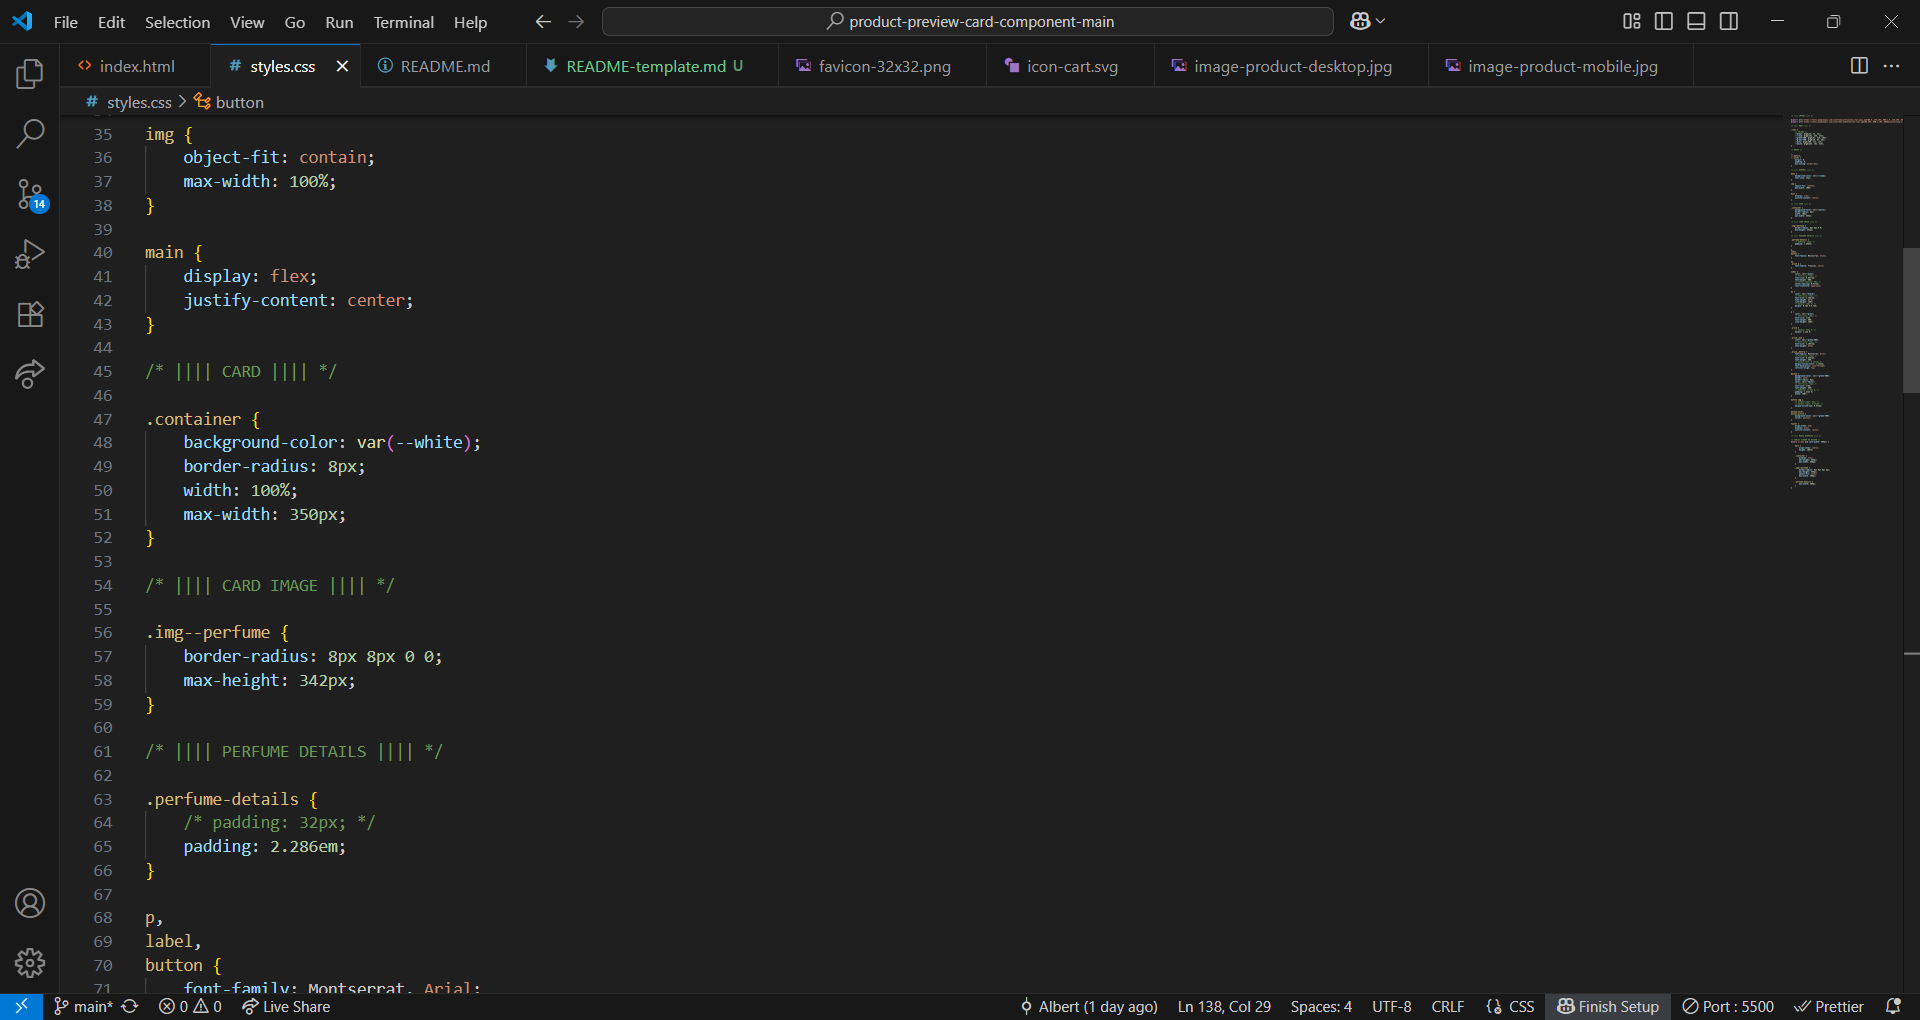 File Edit Selection View Go Run Terminal Help
product-preview-card-component-main
index.html
# styles.css
README.md
README-template.md U
favicon-32x32.png
icon-cart.svg
image-product-desktop.jpg
image-product-mobile.jpg
# styles.css > button
14
35 img {
36 object-fit: contain;
37 max-width: 100%;
38 }
39
40 main {
41 display: flex;
42 justify-content: center;
43 }
44
45 /* |||| CARD |||| */
46
47 .container {
48 background-color: var(--white);
49 border-radius: 8px;
50 width: 100%;
51 max-width: 350px;
52 }
53
54 /* |||| CARD IMAGE |||| */
55
56 .img--perfume {
57 border-radius: 8px 8px 0 0;
58 max-height: 342px;
59 }
60
61 /* |||| PERFUME DETAILS |||| */
62
63 .perfume-details {
64 /* padding: 32px; */
65 padding: 2.286em;
66 }
67
68 p,
69 label,
70 button {
71 font-family: Montserrat, Arial;
main* 0 0 Live Share Albert (1 day ago) Ln 138, Col 29 Spaces: 4 UTF-8 CRLF {} CSS Finish Setup Port : 5500 Prettier